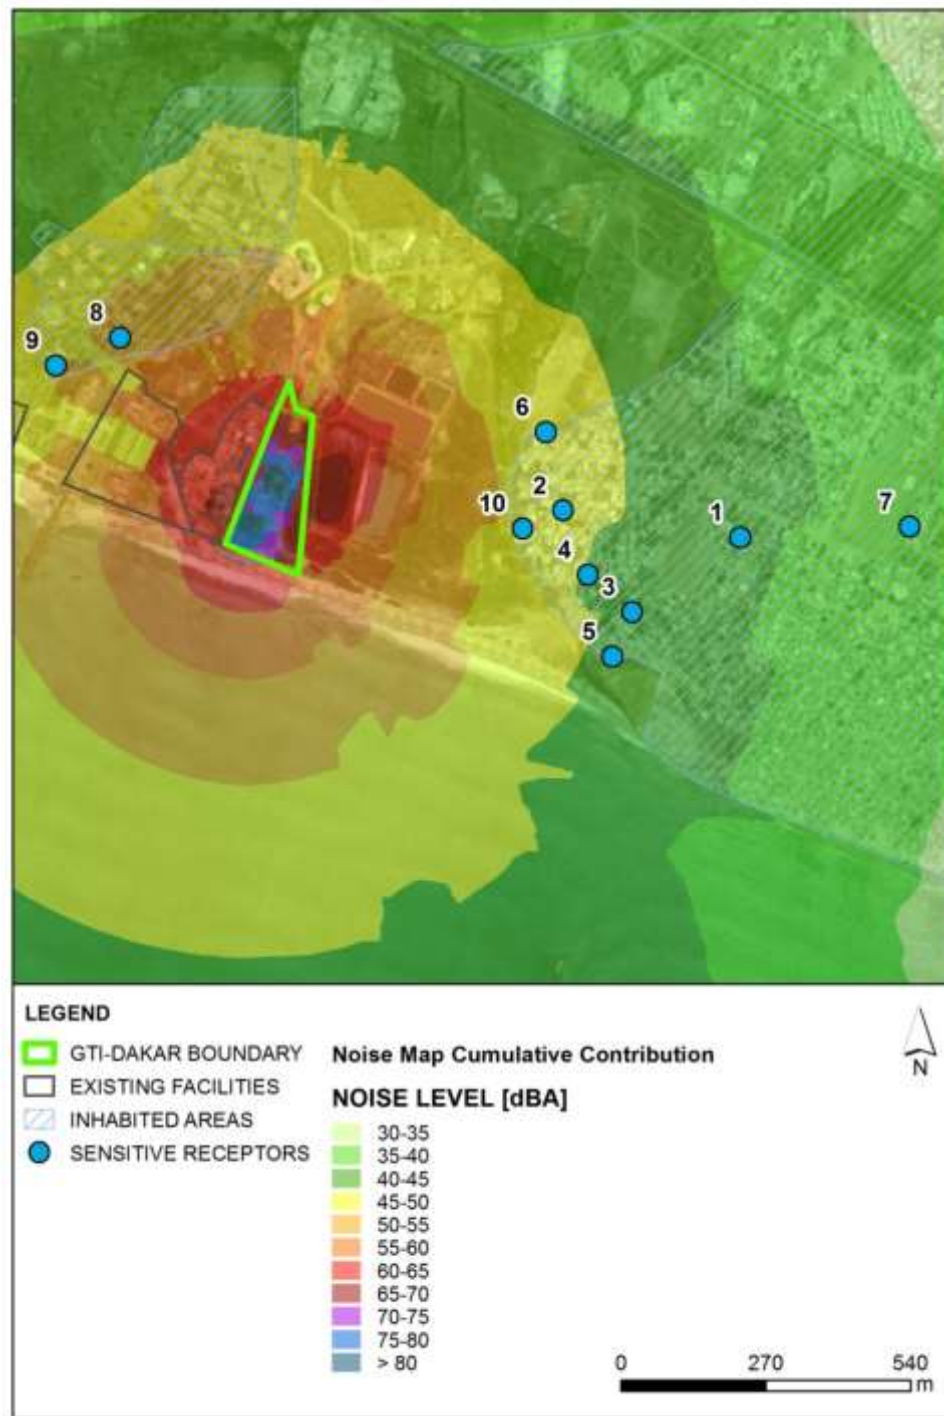 8
9
6
2
10
1
7
4
3
5
LEGEND
GTI-DAKAR BOUNDARY
EXISTING FACILITIES
INHABITED AREAS
SENSITIVE RECEPTORS
Noise Map Cumulative Contribution
NOISE LEVEL [dBA]
30-35
35-40
40-45
45-50
50-55
55-60
60-65
65-70
70-75
75-80
> 80
N
0 270 540
m